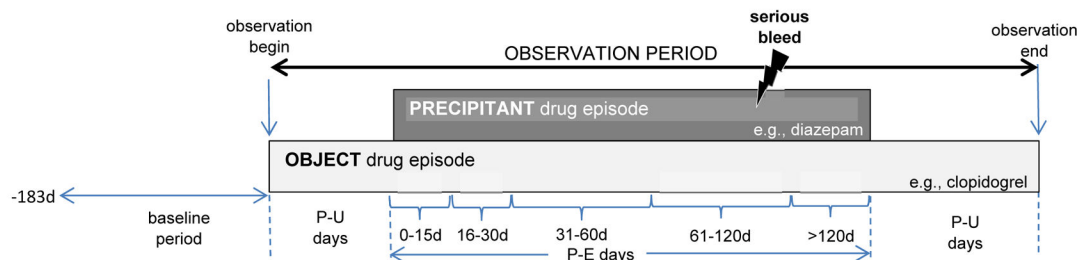 observation
begin
serious
bleed
observation
end
OBSERVATION PERIOD
PRECIPITANT drug episode
e.g., diazepam
OBJECT drug episode
e.g., clopidogrel
-183d
baseline
period
P-U
days
0-15d
16-30d
31-60d
61-120d
>120d
P-E days
P-U
days